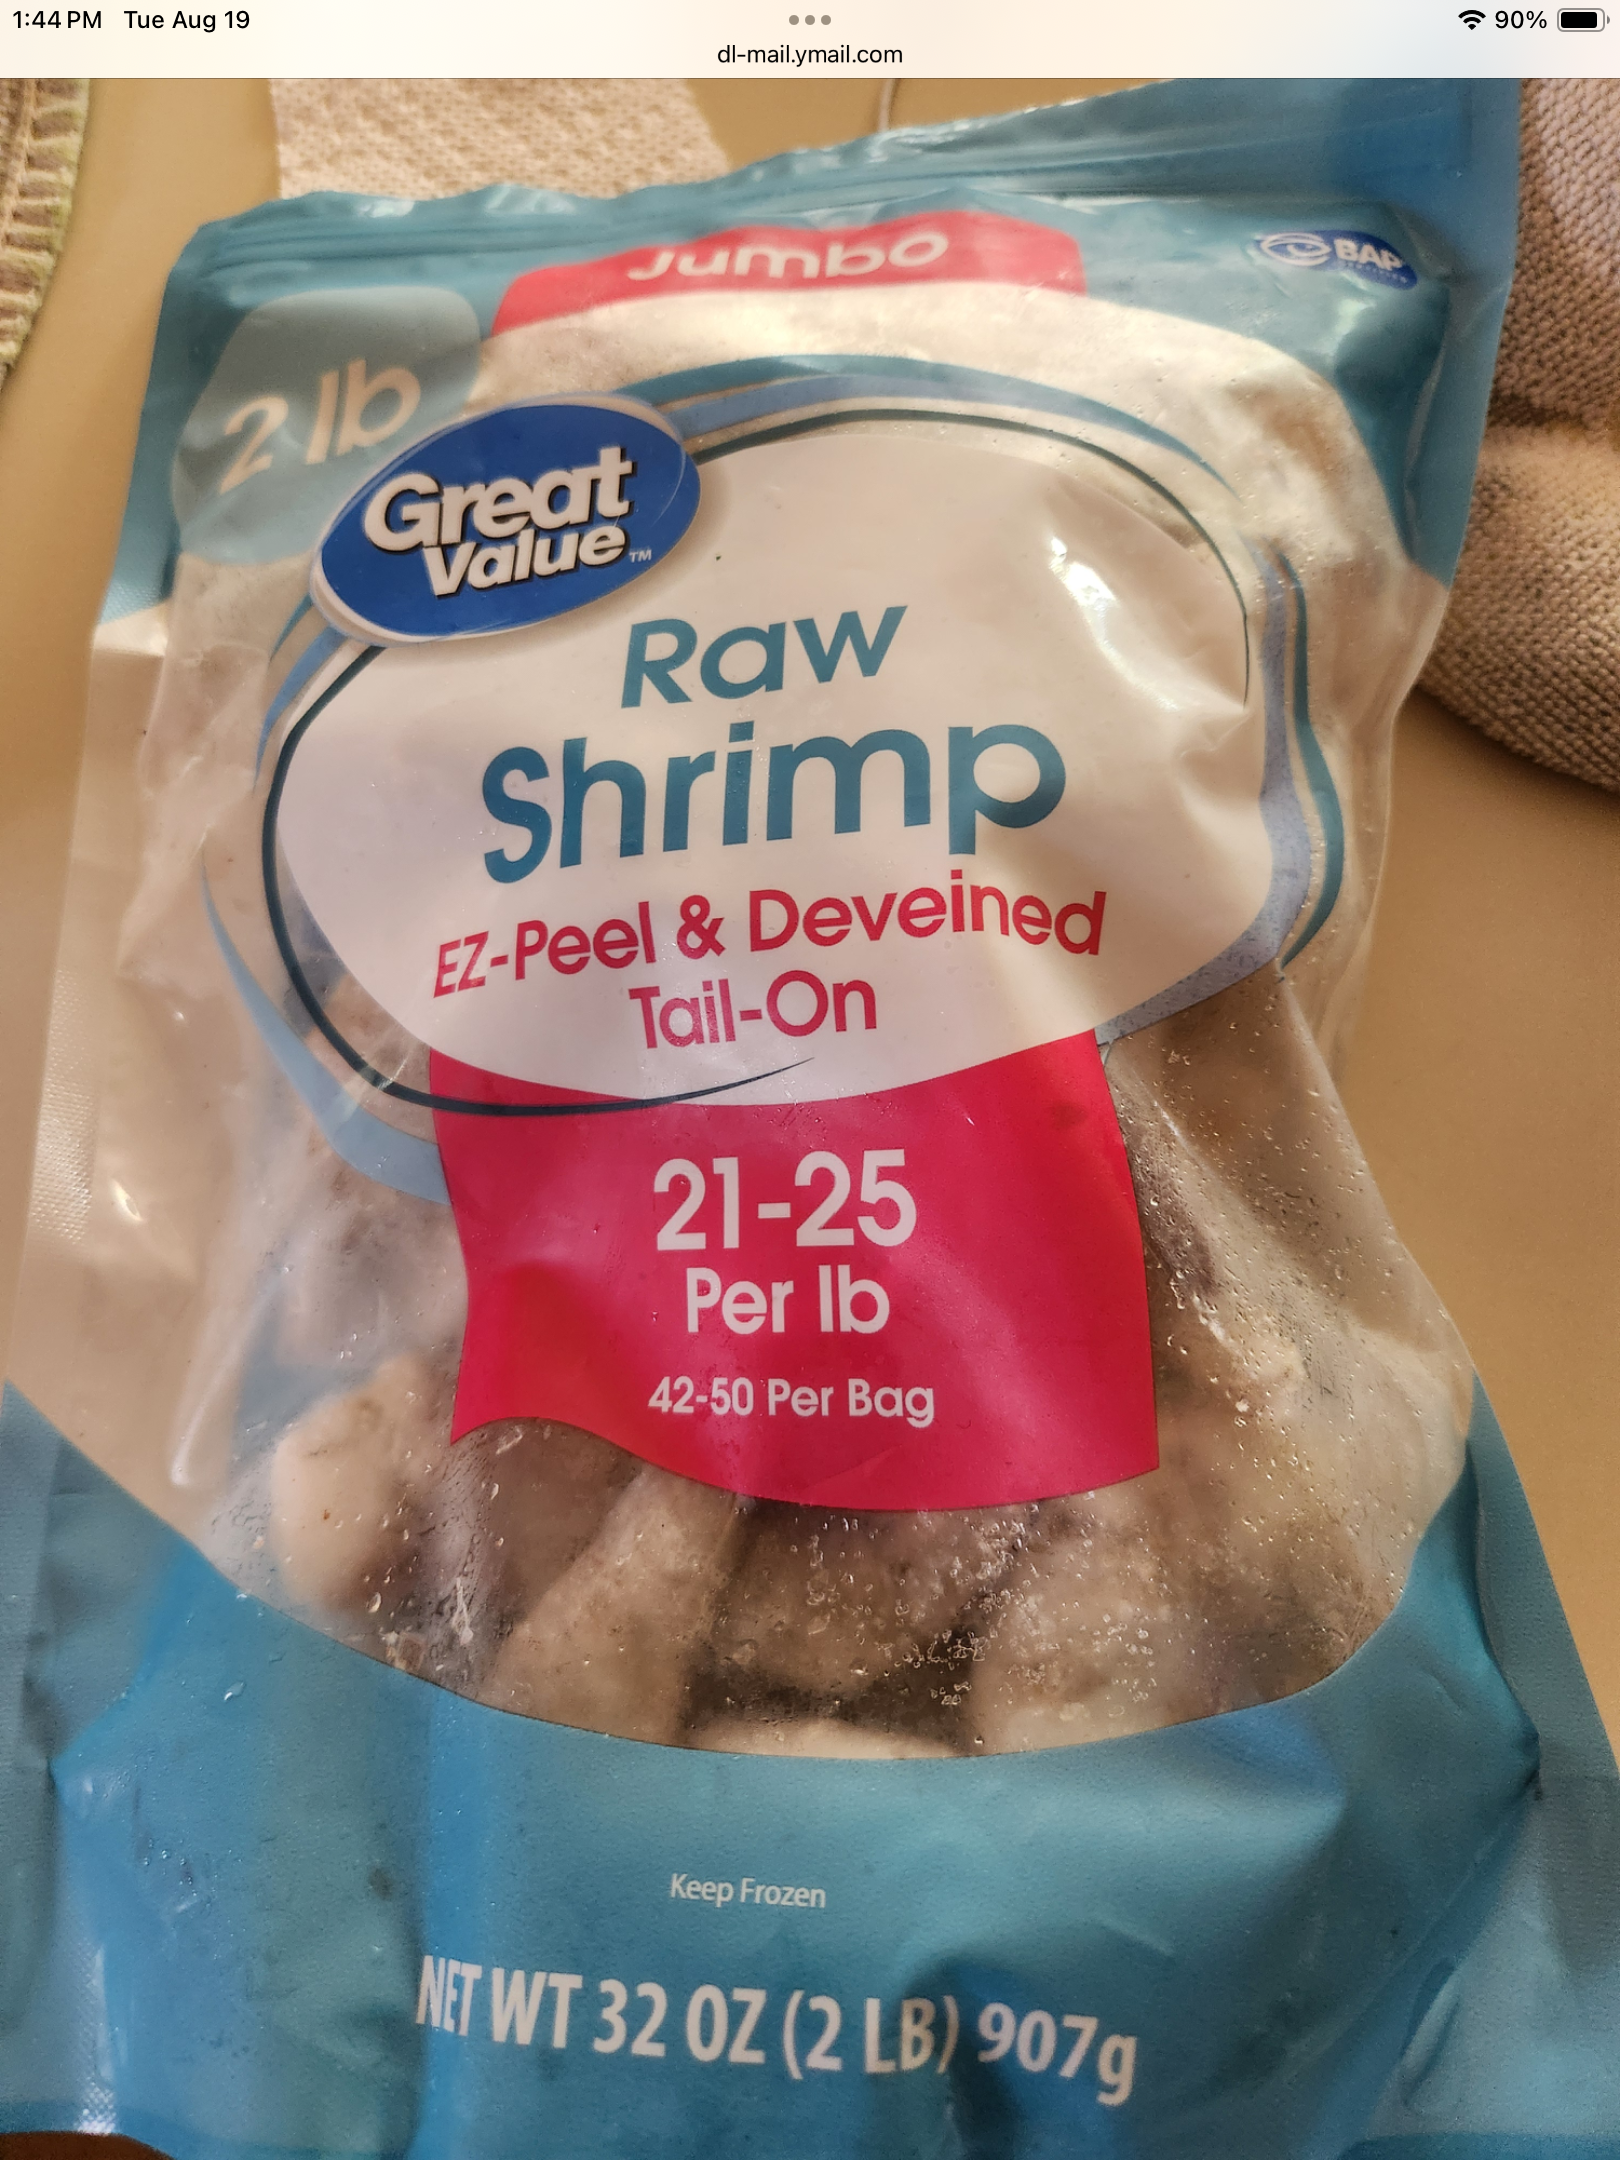 1:44 PM Tue Aug 19
90%
dl-mail.ymail.com
Jumbo
BAP
2 lb
Great
Value™
Raw
Shrimp
EZ-Peel & Deveined
Tail-On
21-25
Per lb
42-50 Per Bag
Keep Frozen
NET WT 32 OZ (2 LB) 907g